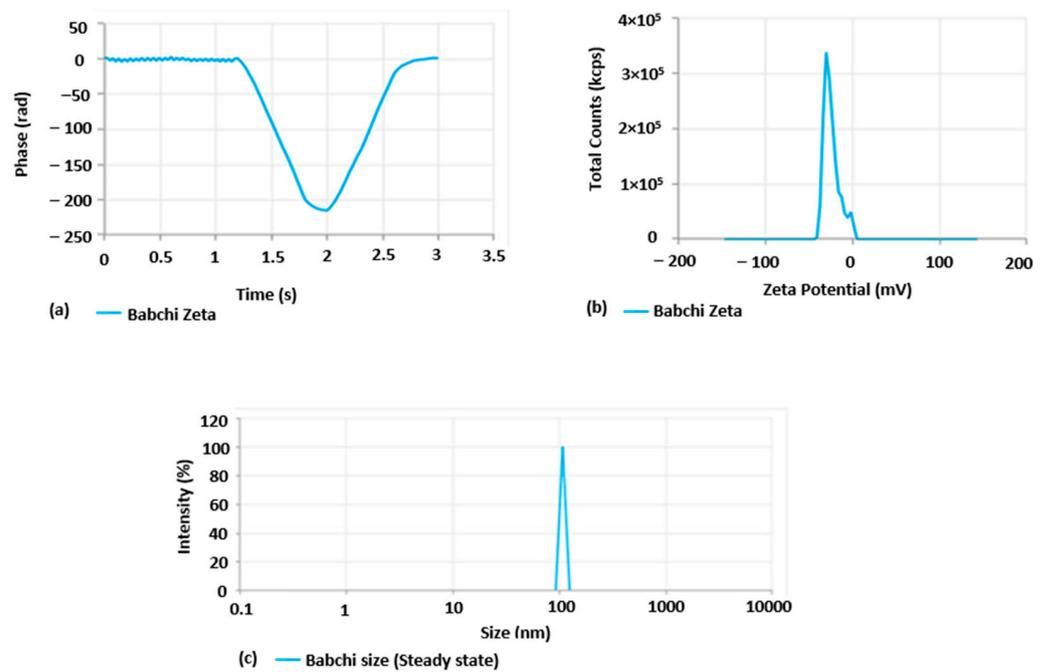 50
0
−50
− 100
− 150
− 200
− 250
Phase (rad)
0 0.5 1 1.5 2 2.5 3 3.5
Time (s)
(a) Babchi Zeta
4×10⁵
3×10⁵
2×10⁵
1×10⁵
0
Total Counts (kcps)
− 200 − 100 0 100 200
Zeta Potential (mV)
(b) Babchi Zeta
120
100
80
60
40
20
0
Intensity (%)
0.1 1 10 100 1000 10000
Size (nm)
(c) Babchi size (Steady state)